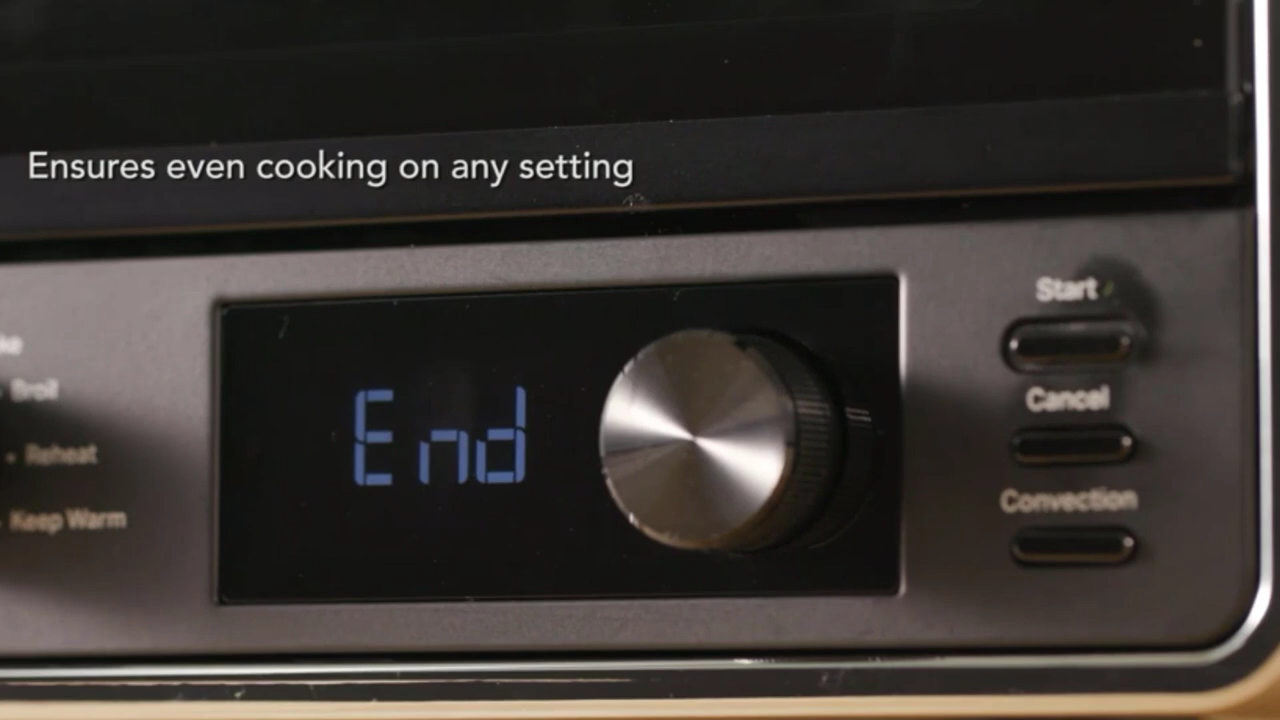 Ensures even cooking on any setting
Start
Broil
Cancel
End
Reheat
Convection
Keep Warm